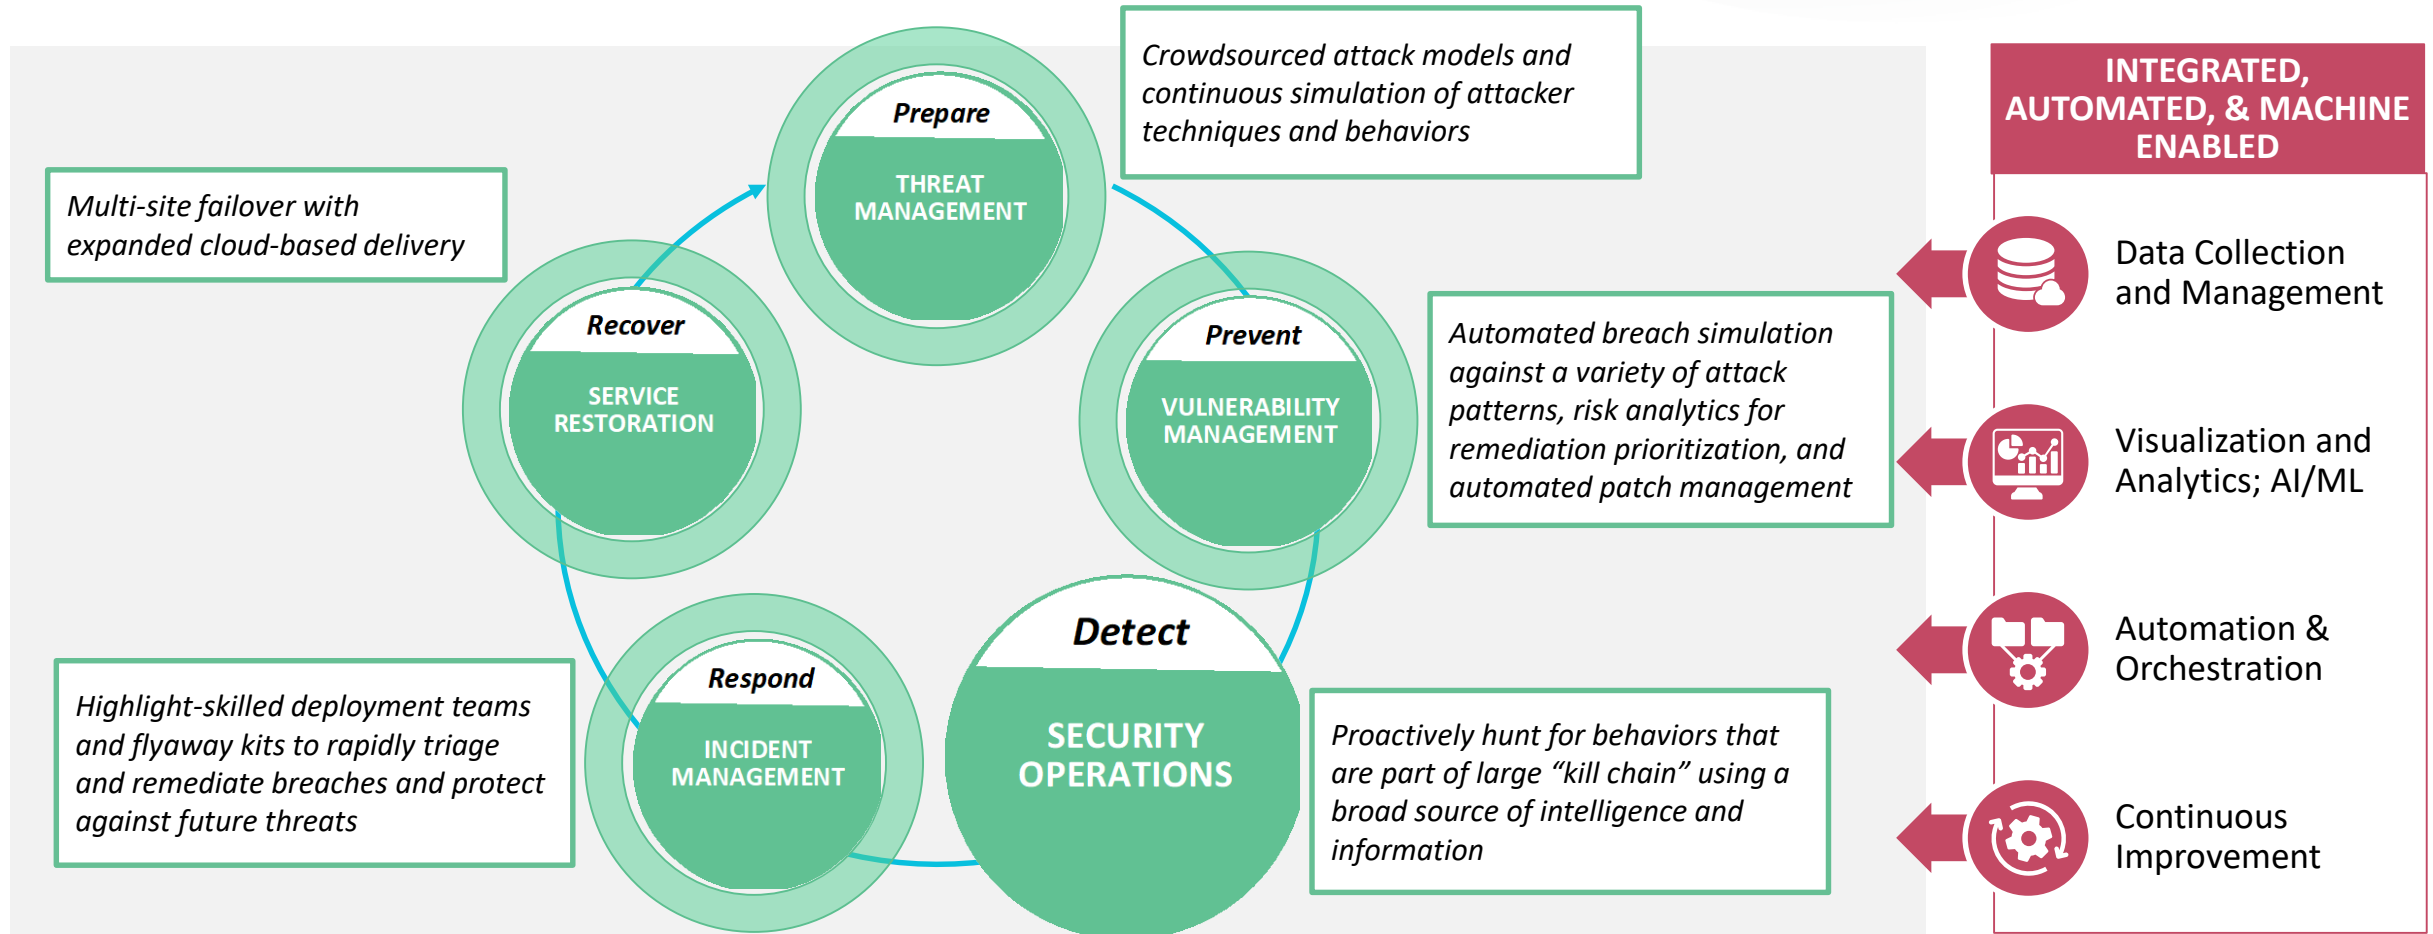 Prepare
THREAT
MANAGEMENT
Crowdsourced attack models and
continuous simulation of attacker
techniques and behaviors
Prevent
VULNERABILITY
MANAGEMENT
Automated breach simulation
against a variety of attack
patterns, risk analytics for
remediation prioritization, and
automated patch management
Detect
SECURITY
OPERATIONS
Proactively hunt for behaviors that
are part of large “kill chain” using a
broad source of intelligence and
information
Respond
INCIDENT
MANAGEMENT
Highlight-skilled deployment teams
and flyaway kits to rapidly triage
and remediate breaches and protect
against future threats
Recover
SERVICE
RESTORATION
Multi-site failover with
expanded cloud-based delivery
INTEGRATED,
AUTOMATED, & MACHINE
ENABLED
Data Collection
and Management
Visualization and
Analytics; AI/ML
Automation &
Orchestration
Continuous
Improvement